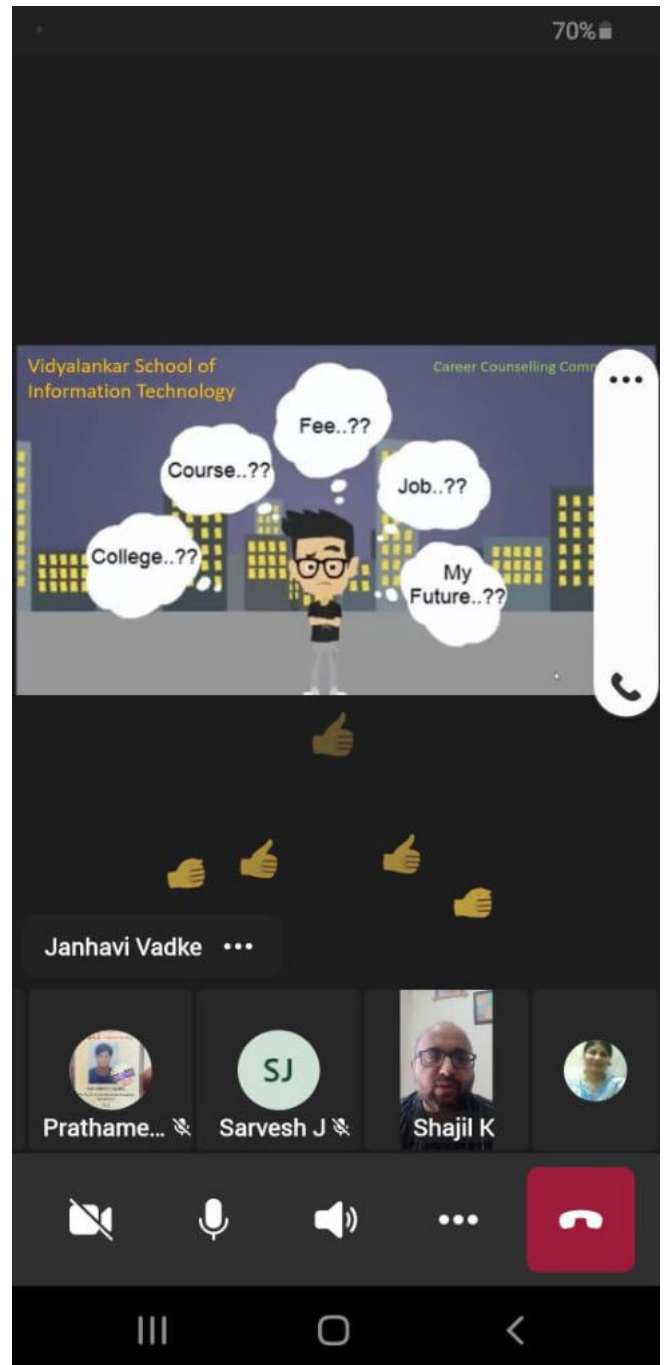 70%
Vidyalankar School of
Information Technology
Career Counselling
Fee..??
Course..??
Job..??
College..??
My
Future..??
Janhavi Vadke
SJ
Prathame...
Sarvesh J
Shajil K